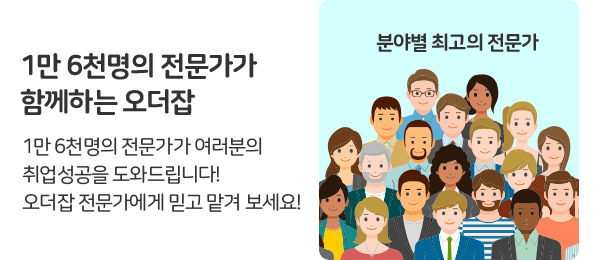 1만 6천명의 전문가가
함께하는 오더잡
1만 6천명의 전문가가 여러분의
취업성공을 도와드립니다!
오더잡 전문가에게 믿고 맡겨 보세요!
분야별 최고의 전문가